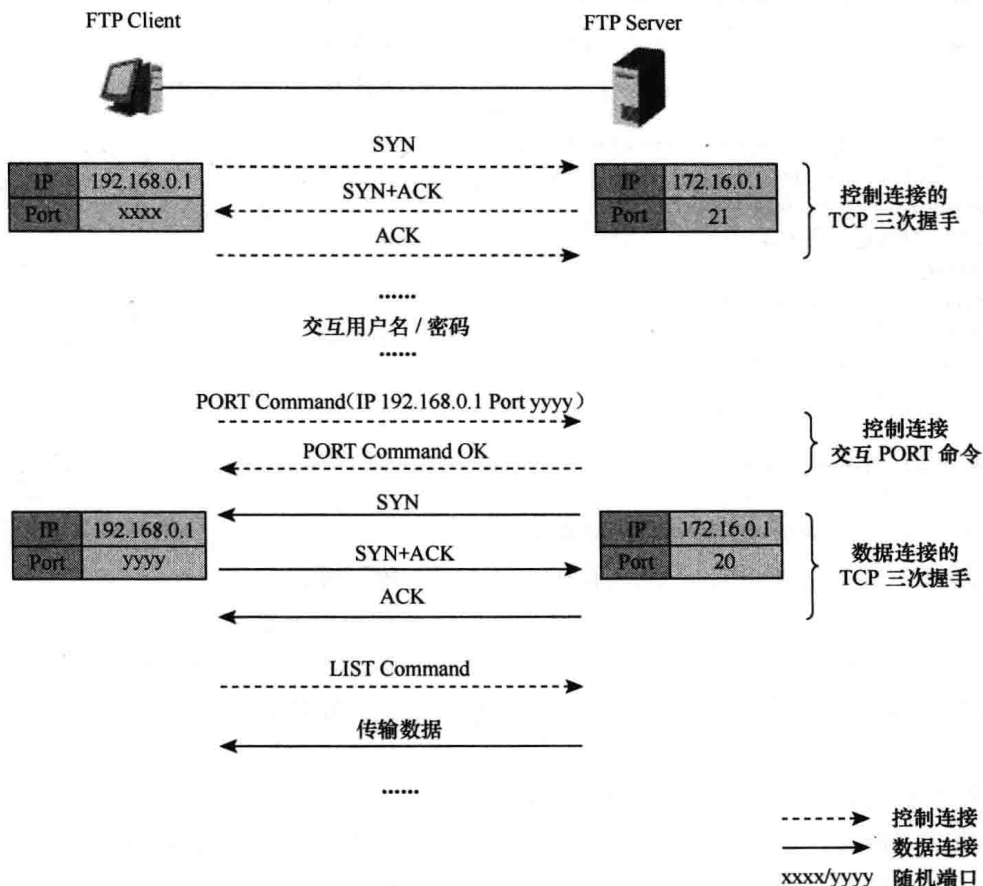 FTP Client
FTP Server
SYN
IP 192.168.0.1
Port xxxx
SYN+ACK
IP 172.16.0.1
Port 21
ACK
控制连接的
TCP 三次握手
......
交互用户名 / 密码
......
PORT Command(IP 192.168.0.1 Port yyyy)
PORT Command OK
控制连接
交互 PORT 命令
SYN
IP 192.168.0.1
Port yyyy
SYN+ACK
IP 172.16.0.1
Port 20
ACK
数据连接的
TCP 三次握手
LIST Command
传输数据
......
控制连接
数据连接
xxxx/yyyy 随机端口